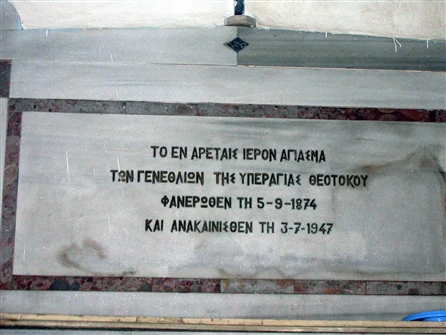 ΤΟ ΕΝ ΑΡΕΤΑΙΣ ΙΕΡΟΝ ΑΓΙΑΣΜΑ
ΤΩΝ ΓΕΝΕΘΛΙΩΝ ΤΗΣ ΥΠΕΡΑΓΙΑΣ ΘΕΟΤΟΚΟΥ
ΦΑΝΕΡΩΘΕΝ ΤΗ 5-9-1874
ΚΑΙ ΑΝΑΚΑΙΝΙΣΘΕΝ ΤΗ 3-7-1947